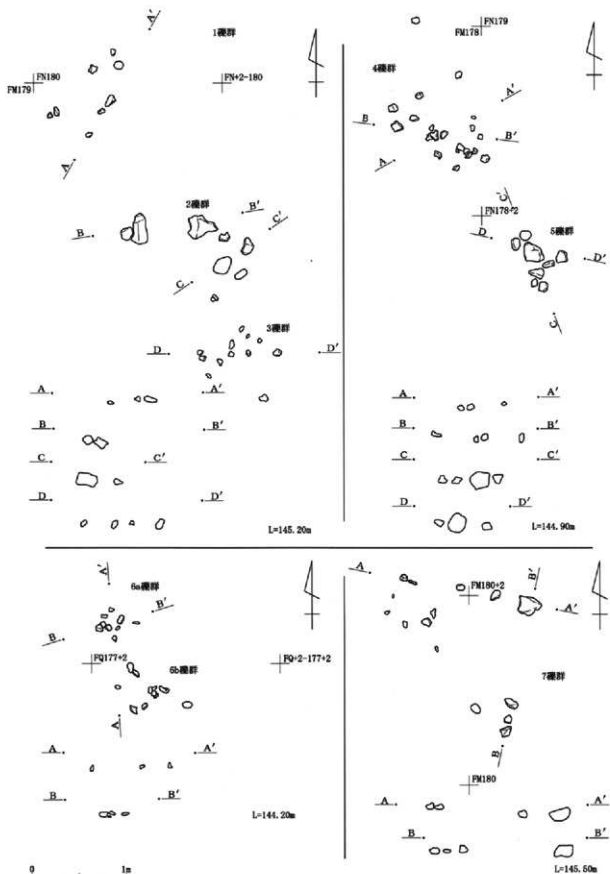 A′
1礫群
FM179 FN180
FN+2-180
A
2礫群
B
B′
C′
C
3礫群
D
D′
A
A′
B
B′
C
C′
D
D′
L=145.20m
FN179
FM178
4礫群
A′
B
B′
A
C′
FN178+2
5礫群
D
D′
C
A
A′
B
B′
C
C′
D
D′
L=144.90m
A′
6a礫群
B′
B
FQ177+2
FQ+2-177+2
6b礫群
A
A
A′
B
B′
L=144.20m
0 1m
A
FM180+2
B′
A′
7礫群
B
FM180
A
A′
B
B′
L=145.50m